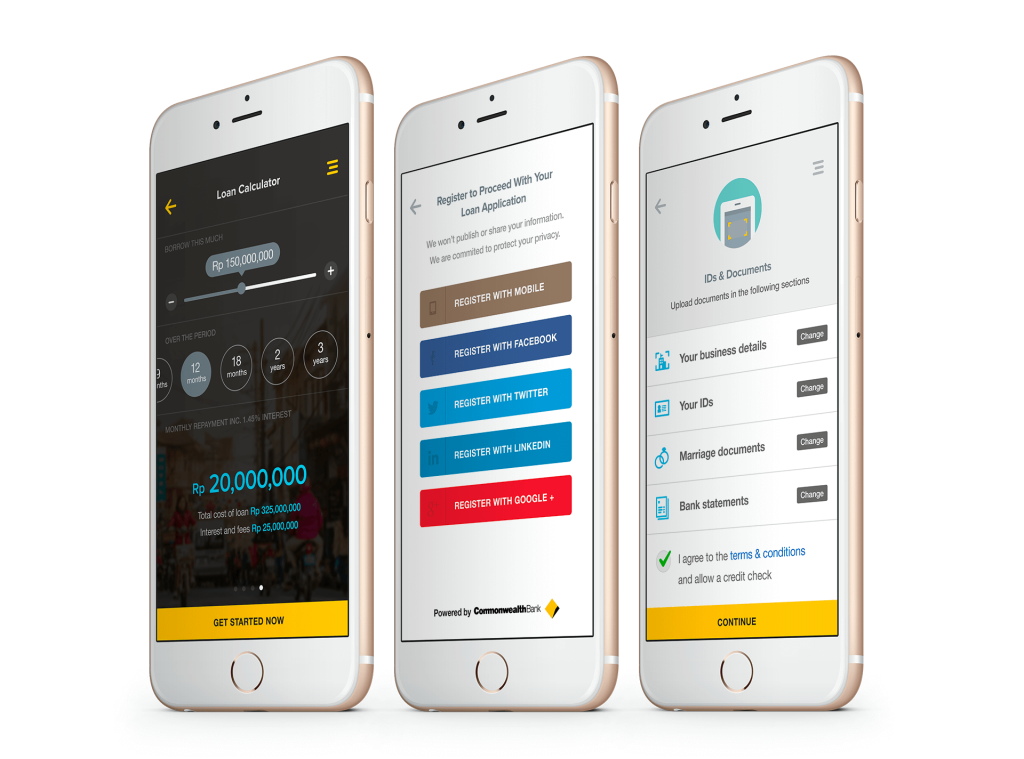 Loan Calculator
BORROW THIS MUCH
Rp 150,000,000
OVER THE PERIOD
9
nths
12
months
18
months
2
years
3
years
MONTHLY REPAYMENT INC. 1.45% INTEREST
Rp 20,000,000
Total cost of loan Rp 325,000,000
Interest and fees Rp 25,000,000
GET STARTED NOW
Register to Proceed With Your
Loan Application
We won't publish or share your information.
We are commited to protect your privacy.
REGISTER WITH MOBILE
REGISTER WITH FACEBOOK
REGISTER WITH TWITTER
REGISTER WITH LINKEDIN
REGISTER WITH GOOGLE +
Powered by CommonwealthBank
IDs & Documents
Upload documents in the following sections
Your business details Change
Your IDs Change
Marriage documents Change
Bank statements Change
I agree to the terms & conditions
and allow a credit check
CONTINUE